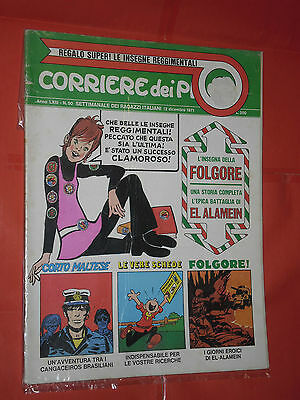 REGALO SUPER! LE INSEGNE REGGIMENTALI
CORRIERE dei PI
Anno LXIII - N. 50 SETTIMANALE DEI RAGAZZI ITALIANI 12 dicembre 1971
CHE BELLE LE INSEGNE
REGGIMENTALI!
PECCATO CHE QUESTA
SIA L'ULTIMA!
E' STATO UN SUCCESSO
CLAMOROSO!
L'INSEGNA DELLA
FOLGORE
UNA STORIA COMPLETA
L'EPICA BATTAGLIA DI
EL ALAMEIN
CORTO MALTESE
UN'AVVENTURA TRA I
CANGACEIROS BRASILIANI
LE VERE SCHEDE
INDISPENSABILE PER
LE VOSTRE RICERCHE
FOLGORE!
I GIORNI EROICI
DI EL-ALAMEIN